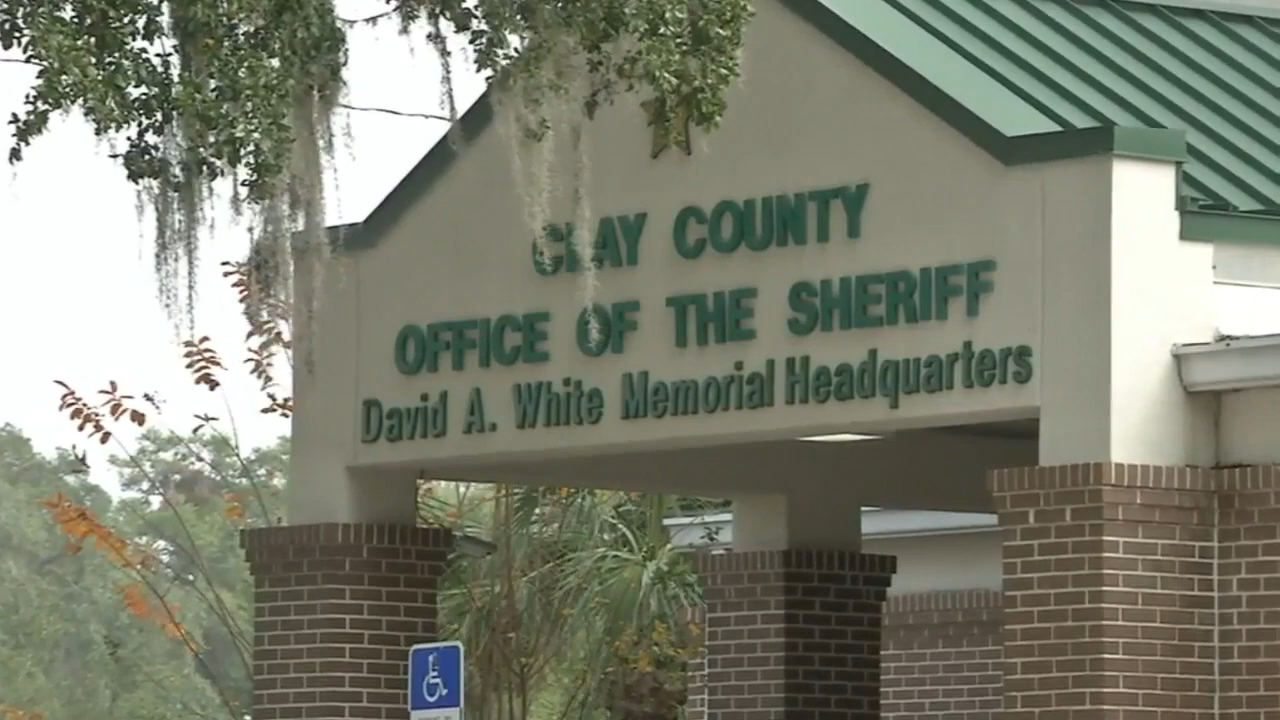 CLAY COUNTY
OFFICE OF THE SHERIFF
David A. White Memorial Headquarters